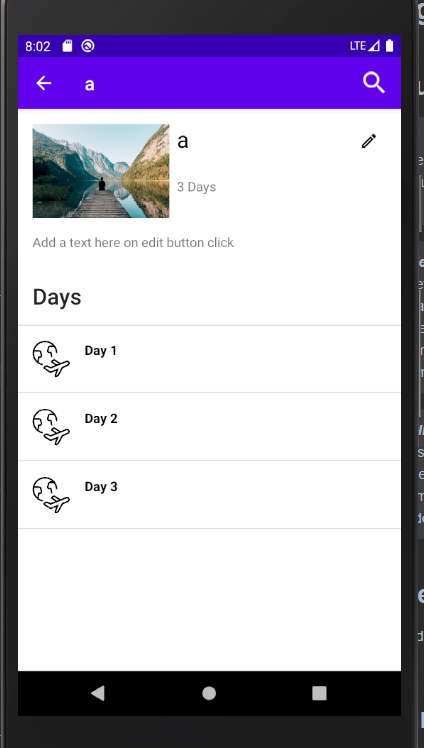 8:02
LTE
a
a
3 Days
Add a text here on edit button click
Days
Day 1
Day 2
Day 3